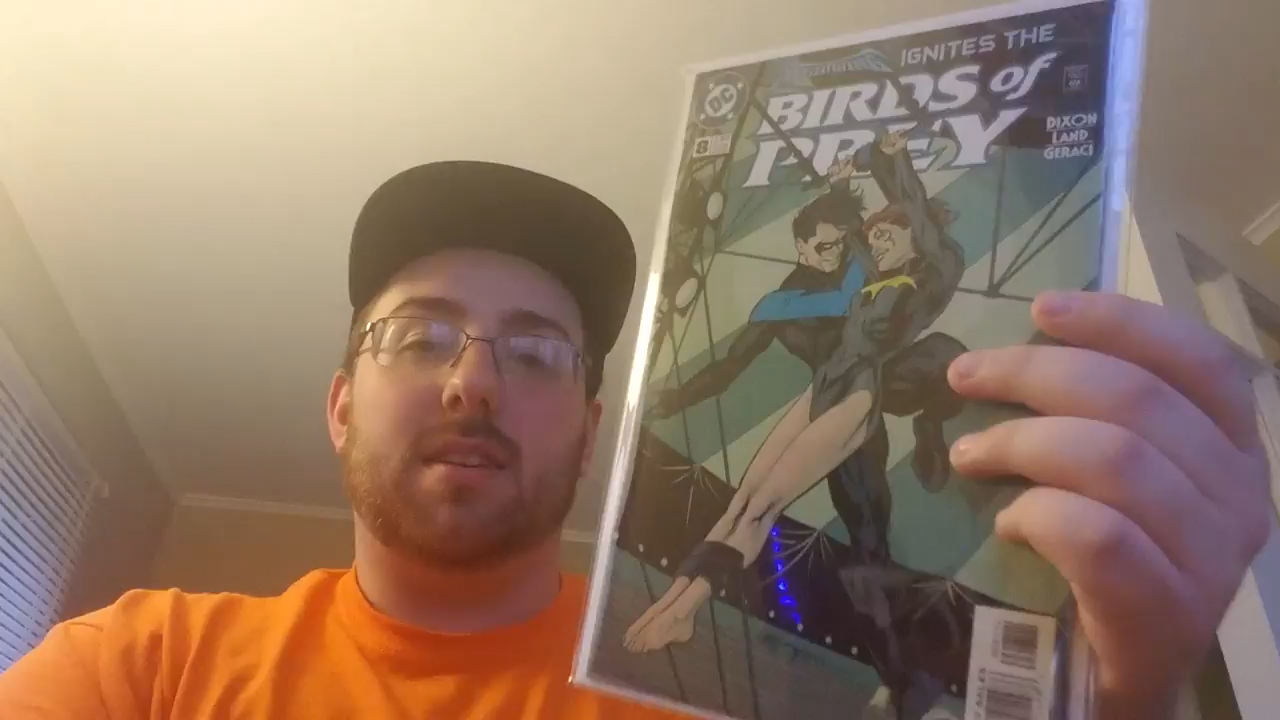 IGNITES THE
DC
BIRDS of
PREY
8
DIXON
LAND
GERACI